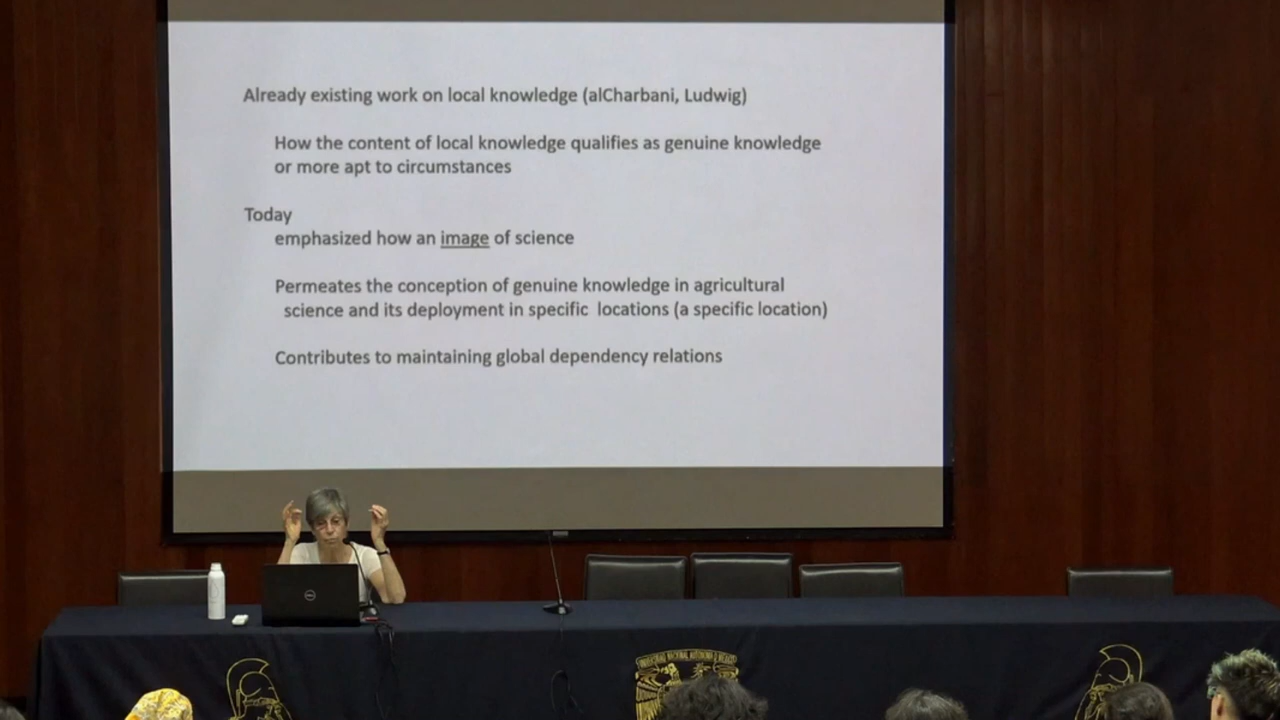 Already existing work on local knowledge (alCharbani, Ludwig)
How the content of local knowledge qualifies as genuine knowledge
or more apt to circumstances
Today
emphasized how an image of science
Permeates the conception of genuine knowledge in agricultural
science and its deployment in specific locations (a specific location)
Contributes to maintaining global dependency relations
DELL